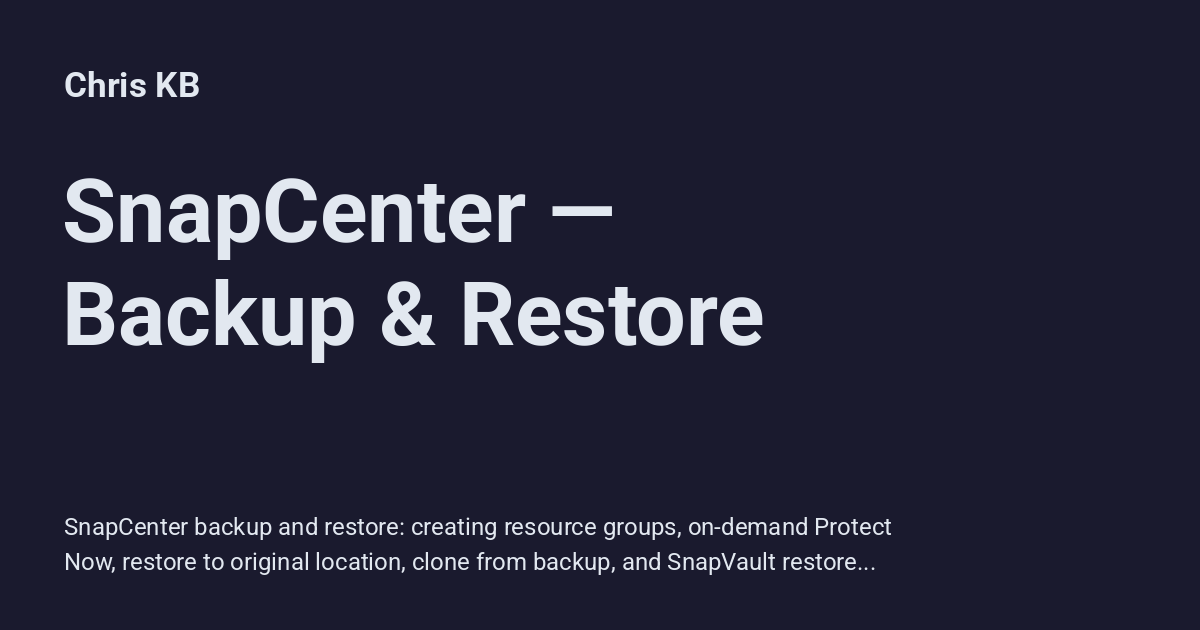 Chris KB
SnapCenter —
Backup & Restore
SnapCenter backup and restore: creating resource groups, on-demand Protect
Now, restore to original location, clone from backup, and SnapVault restore...